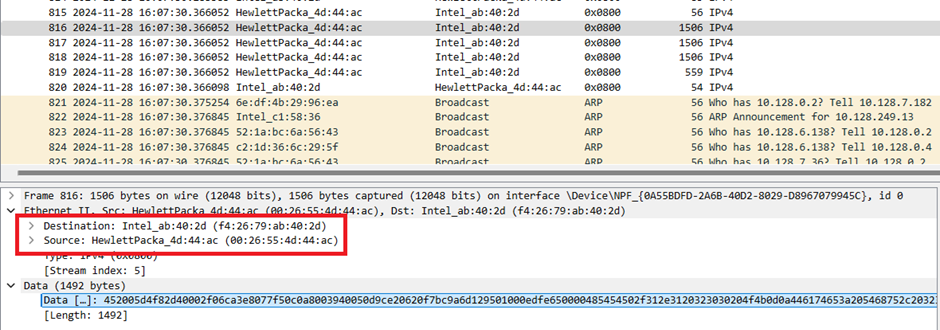 815 2024-11-28 16:07:30.366052 HewlettPacka_4d:44:ac Intel_ab:40:2d 0x0800 56 IPv4
816 2024-11-28 16:07:30.366052 HewlettPacka_4d:44:ac Intel_ab:40:2d 0x0800 1506 IPv4
817 2024-11-28 16:07:30.366052 HewlettPacka_4d:44:ac Intel_ab:40:2d 0x0800 1506 IPv4
818 2024-11-28 16:07:30.366052 HewlettPacka_4d:44:ac Intel_ab:40:2d 0x0800 1506 IPv4
819 2024-11-28 16:07:30.366052 HewlettPacka_4d:44:ac Intel_ab:40:2d 0x0800 559 IPv4
820 2024-11-28 16:07:30.366098 Intel_ab:40:2d HewlettPacka_4d:44:ac 0x0800 54 IPv4
821 2024-11-28 16:07:30.375254 6e:df:4b:29:96:ea Broadcast ARP 56 Who has 10.128.0.2? Tell 10.128.7.182
822 2024-11-28 16:07:30.376845 Intel_c1:58:36 Broadcast ARP 56 ARP Announcement for 10.128.249.13
823 2024-11-28 16:07:30.376845 52:1a:bc:6a:56:43 Broadcast ARP 56 Who has 10.128.6.138? Tell 10.128.0.2
824 2024-11-28 16:07:30.376845 c2:1d:36:6c:29:5f Broadcast ARP 56 Who has 10.128.6.138? Tell 10.128.0.4
825 2024-11-28 16:07:30.376845 52:1a:bc:6a:56:43 Broadcast ARP 56 Who has 10.128.7.36? Tell 10.128.0.2
Frame 816: 1506 bytes on wire (12048 bits), 1506 bytes captured (12048 bits) on interface \Device\NPF_{0A55BDFD-2A6B-40D2-8029-D8967079945C}, id 0
Ethernet II, Src: HewlettPacka_4d:44:ac (00:26:55:4d:44:ac), Dst: Intel_ab:40:2d (f4:26:79:ab:40:2d)
Destination: Intel_ab:40:2d (f4:26:79:ab:40:2d)
Source: HewlettPacka_4d:44:ac (00:26:55:4d:44:ac)
Type: IPv4 (0x0800)
[Stream index: 5]
Data (1492 bytes)
Data […]: 452005d4f82d40002f06ca3e8077f50c0a8003940050d9ce20620f7bc9a6d129501000edfe650000485454502f312e3120323030204f4b0d0a446174653a205468752c2032
[Length: 1492]